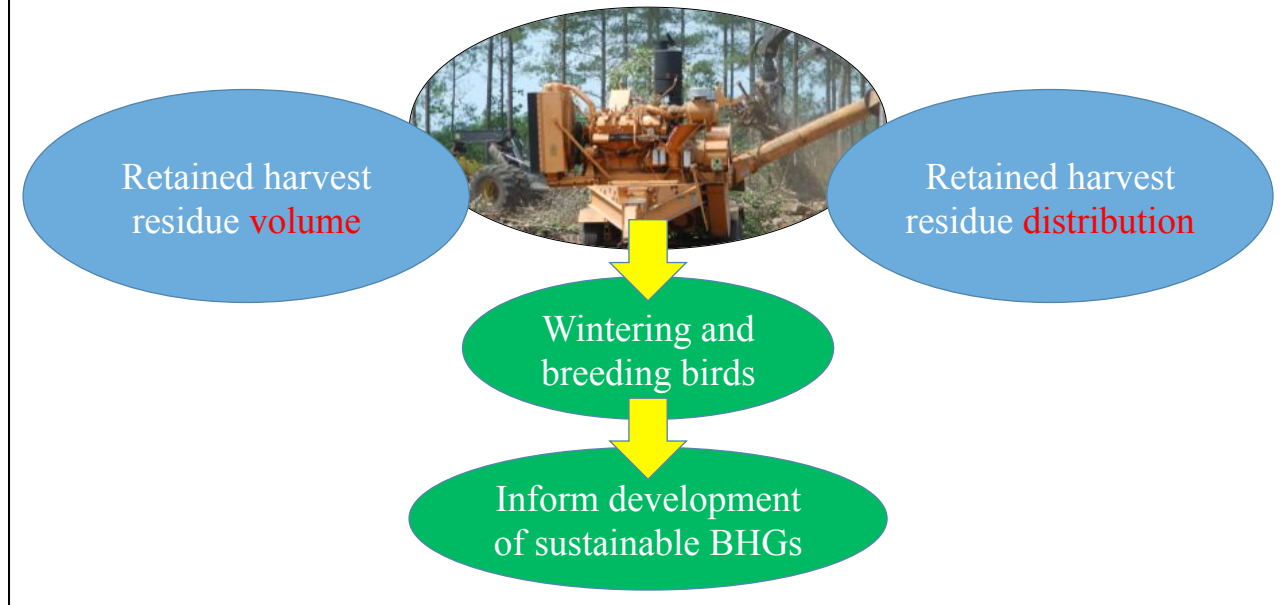 Retained harvest
residue volume
Retained harvest
residue distribution
Wintering and
breeding birds
Inform development
of sustainable BHGs